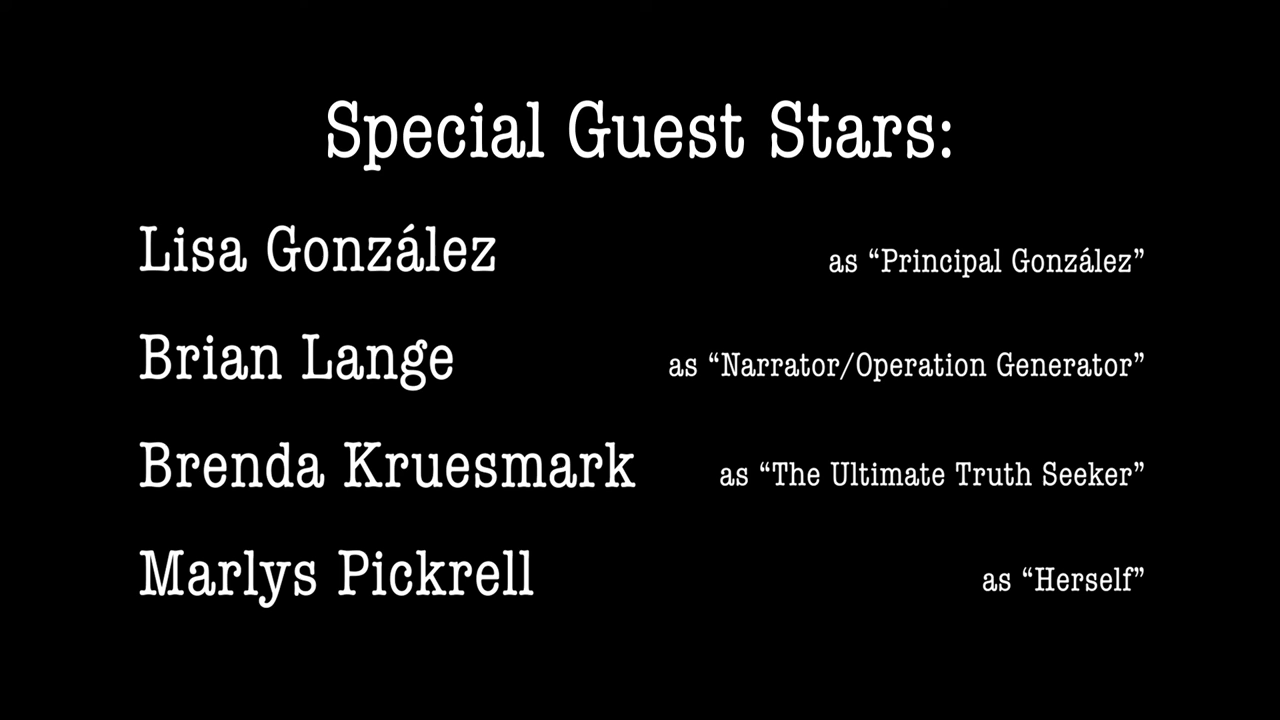 Special Guest Stars:
Lisa González as “Principal González”
Brian Lange as “Narrator/Operation Generator”
Brenda Kruesmark as “The Ultimate Truth Seeker”
Marlys Pickrell as “Herself”